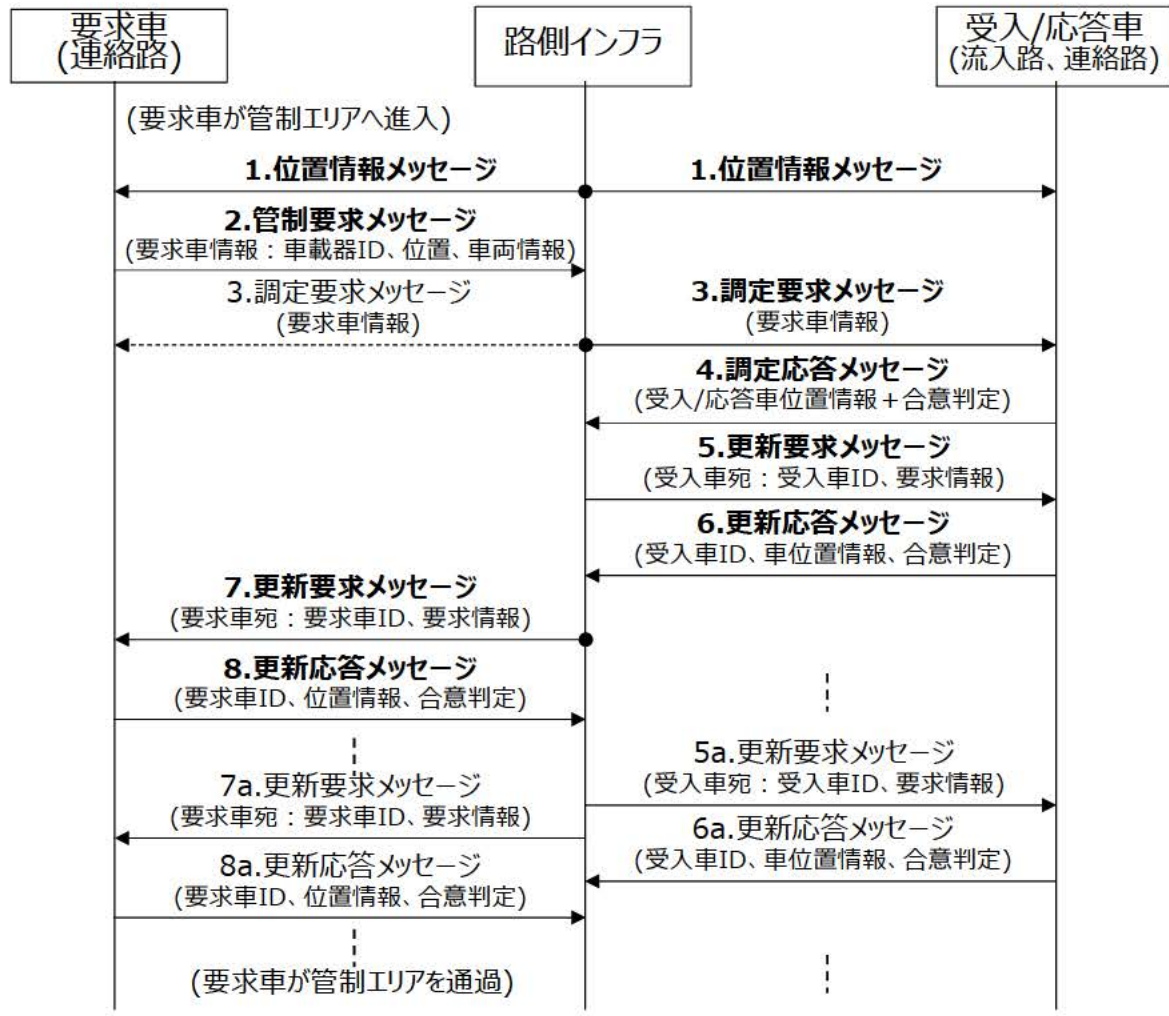 要求車
(連絡路)
路側インフラ
受入/応答車
(流入路、連絡路)
(要求車が管制エリアへ進入)
1.位置情報メッセージ
1.位置情報メッセージ
2.管制要求メッセージ
(要求車情報：車載器ID、位置、車両情報)
3.調定要求メッセージ
(要求車情報)
3.調定要求メッセージ
(要求車情報)
4.調定応答メッセージ
(受入/応答車位置情報＋合意判定)
5.更新要求メッセージ
(受入車宛：受入車ID、要求情報)
6.更新応答メッセージ
(受入車ID、車位置情報、合意判定)
7.更新要求メッセージ
(要求車宛：要求車ID、要求情報)
8.更新応答メッセージ
(要求車ID、位置情報、合意判定)
5a.更新要求メッセージ
(受入車宛：受入車ID、要求情報)
7a.更新要求メッセージ
(要求車宛：要求車ID、要求情報)
6a.更新応答メッセージ
(受入車ID、車位置情報、合意判定)
8a.更新応答メッセージ
(要求車ID、位置情報、合意判定)
(要求車が管制エリアを通過)